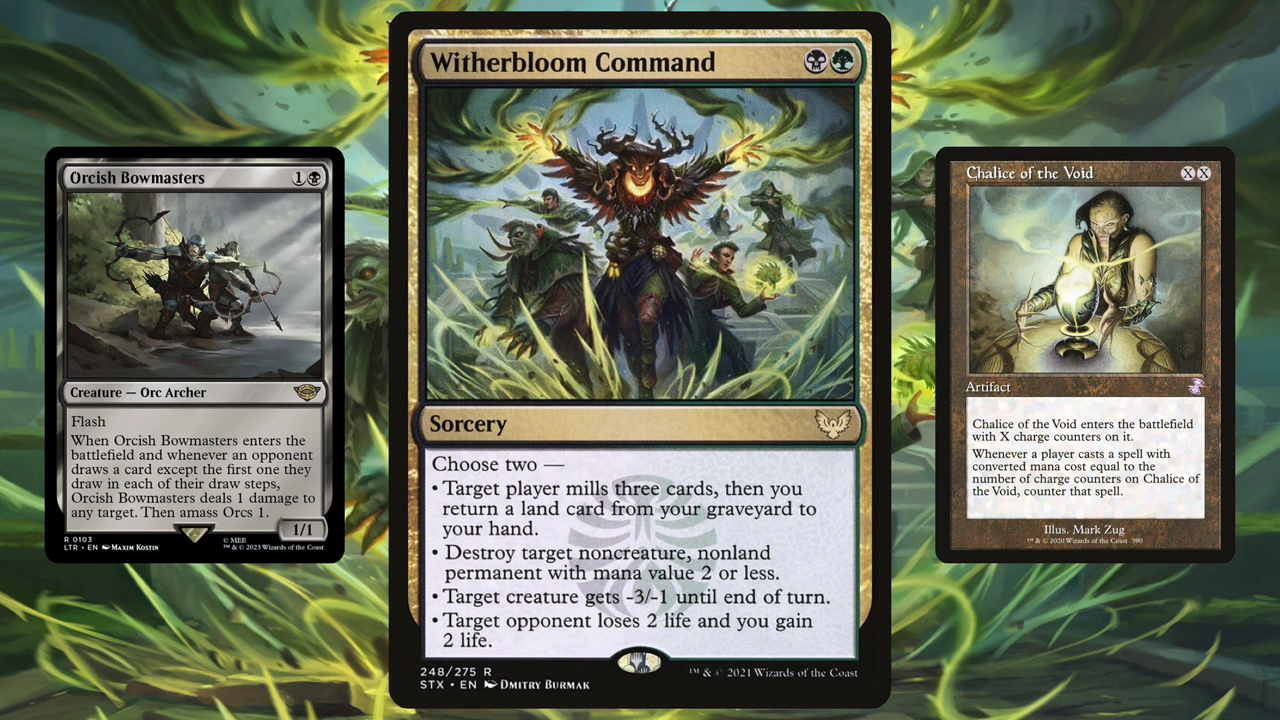 Orcish Bowmasters
1
Creature — Orc Archer
Flash
When Orcish Bowmasters enters the
battlefield and whenever an opponent
draws a card except the first one they
draw in each of their draw steps,
Orcish Bowmasters deals 1 damage to
any target. Then amass Orcs 1.
1/1
R 0103
LTR • EN Maxim Kostin
© MEE
™ & © 2023 Wizards of the Coast
Witherbloom Command
Sorcery
Choose two —
• Target player mills three cards, then you
return a land card from your graveyard to
your hand.
• Destroy target noncreature, nonland
permanent with mana value 2 or less.
• Target creature gets -3/-1 until end of turn.
• Target opponent loses 2 life and you gain
2 life.
248/275 R
STX • EN Dmitry Burmak
™ & © 2021 Wizards of the Coast
Chalice of the Void
X X
Artifact
Chalice of the Void enters the battlefield
with X charge counters on it.
Whenever a player casts a spell with
converted mana cost equal to the
number of charge counters on Chalice of
the Void, counter that spell.
Illus. Mark Zug
™ & © 2020 Wizards of the Coast 390